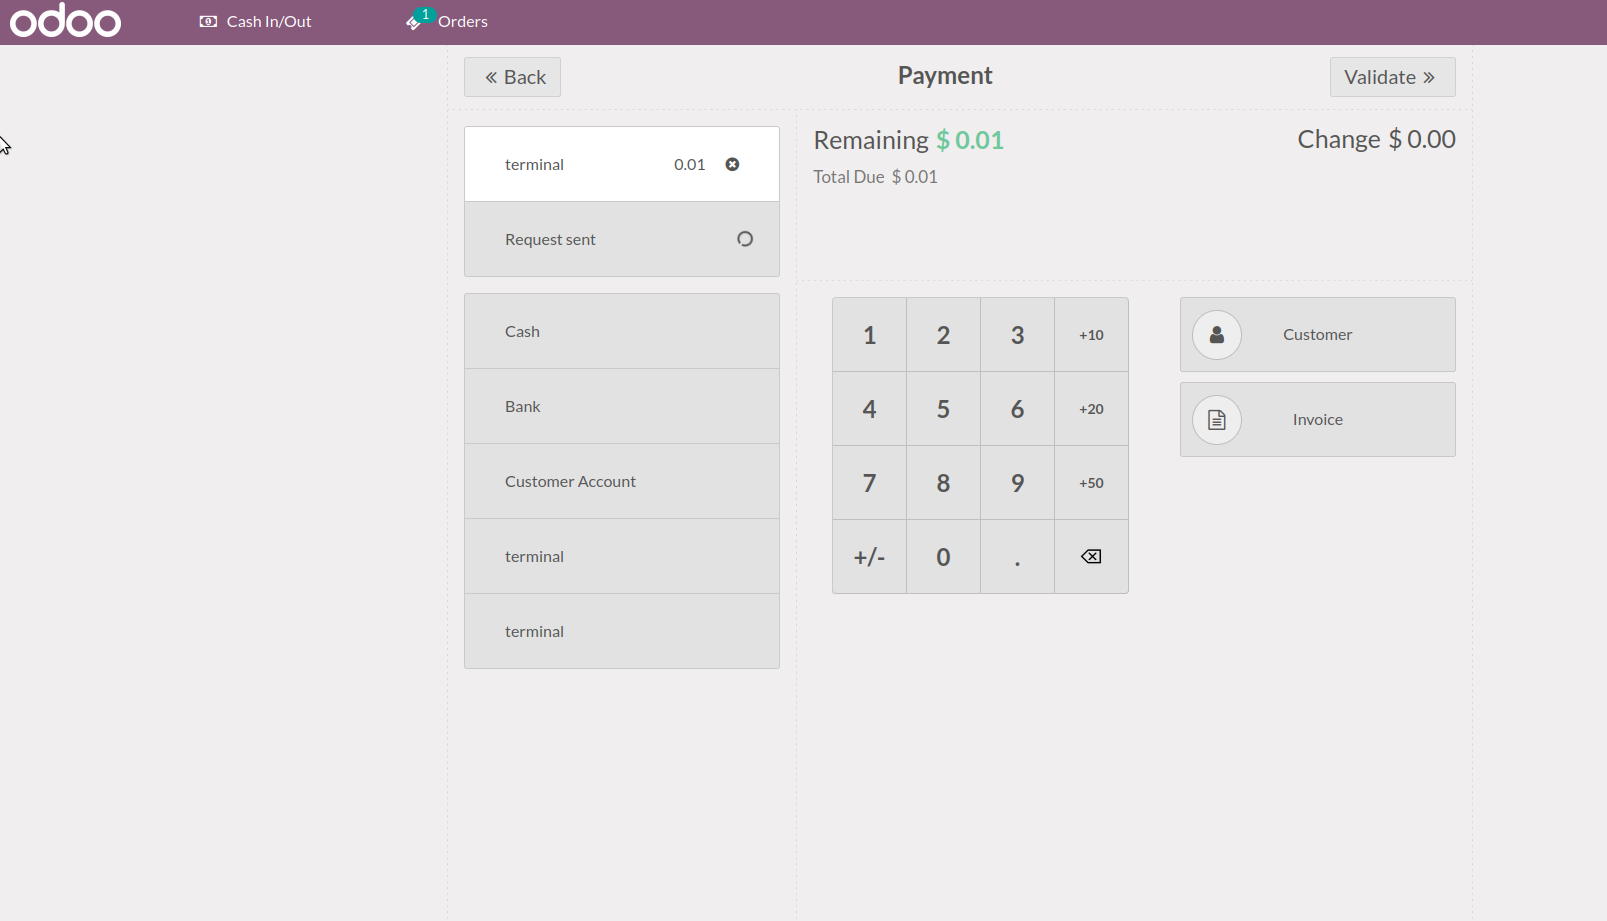 odoo
Cash In/Out
1
Orders
Back
Payment
Validate
terminal 0.01
Request sent
Remaining $ 0.01
Total Due $ 0.01
Change $ 0.00
Cash
Bank
Customer Account
terminal
terminal
1 2 3 +10
4 5 6 +20
7 8 9 +50
+/- 0 .
Customer
Invoice